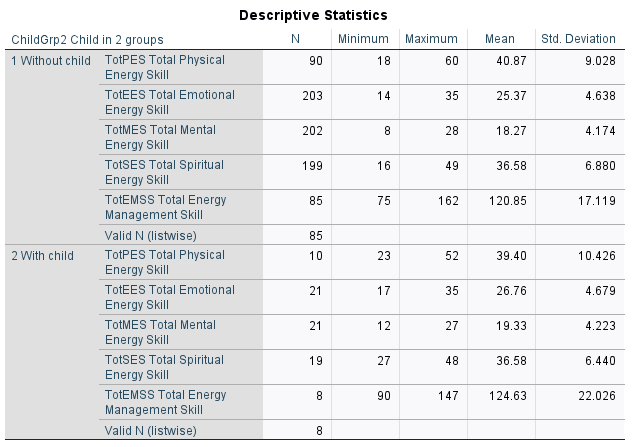 Descriptive Statistics
ChildGrp2 Child in 2 groups N Minimum Maximum Mean Std. Deviation
1 Without child TotPES Total Physical Energy Skill 90 18 60 40.87 9.028
TotEES Total Emotional Energy Skill 203 14 35 25.37 4.638
TotMES Total Mental Energy Skill 202 8 28 18.27 4.174
TotSES Total Spiritual Energy Skill 199 16 49 36.58 6.880
TotEMSS Total Energy Management Skill 85 75 162 120.85 17.119
Valid N (listwise) 85
2 With child TotPES Total Physical Energy Skill 10 23 52 39.40 10.426
TotEES Total Emotional Energy Skill 21 17 35 26.76 4.679
TotMES Total Mental Energy Skill 21 12 27 19.33 4.223
TotSES Total Spiritual Energy Skill 19 27 48 36.58 6.440
TotEMSS Total Energy Management Skill 8 90 147 124.63 22.026
Valid N (listwise) 8